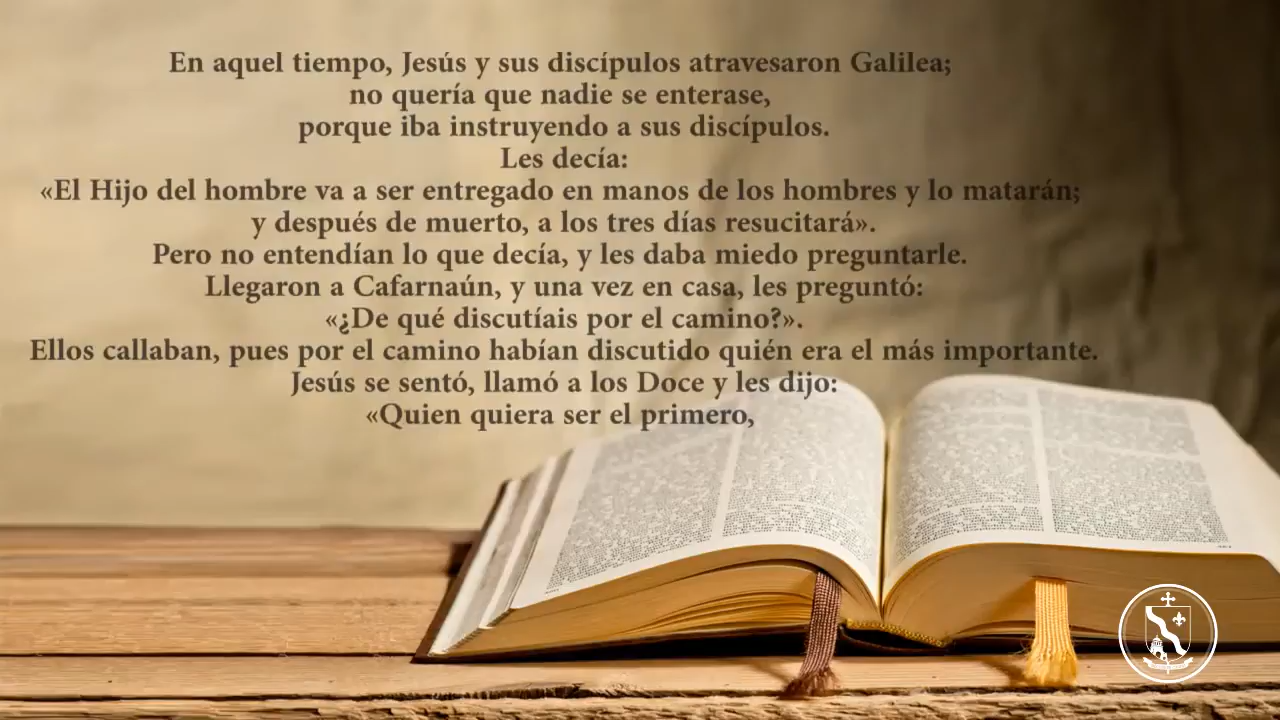 En aquel tiempo, Jesús y sus discípulos atravesaron Galilea;
no quería que nadie se enterase,
porque iba instruyendo a sus discípulos.
Les decía:
«El Hijo del hombre va a ser entregado en manos de los hombres y lo matarán;
y después de muerto, a los tres días resucitará».
Pero no entendían lo que decía, y les daba miedo preguntarle.
Llegaron a Cafarnaún, y una vez en casa, les preguntó:
«¿De qué discutíais por el camino?».
Ellos callaban, pues por el camino habían discutido quién era el más importante.
Jesús se sentó, llamó a los Doce y les dijo:
«Quien quiera ser el primero,